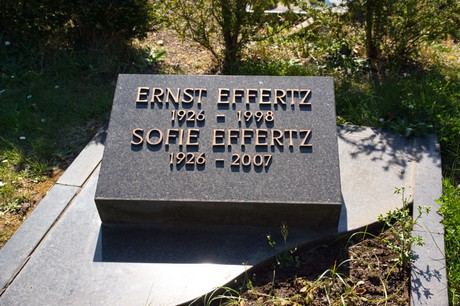 ERNST EFFERTZ
1926 - 1998
SOFIE EFFERTZ
1926 - 2007